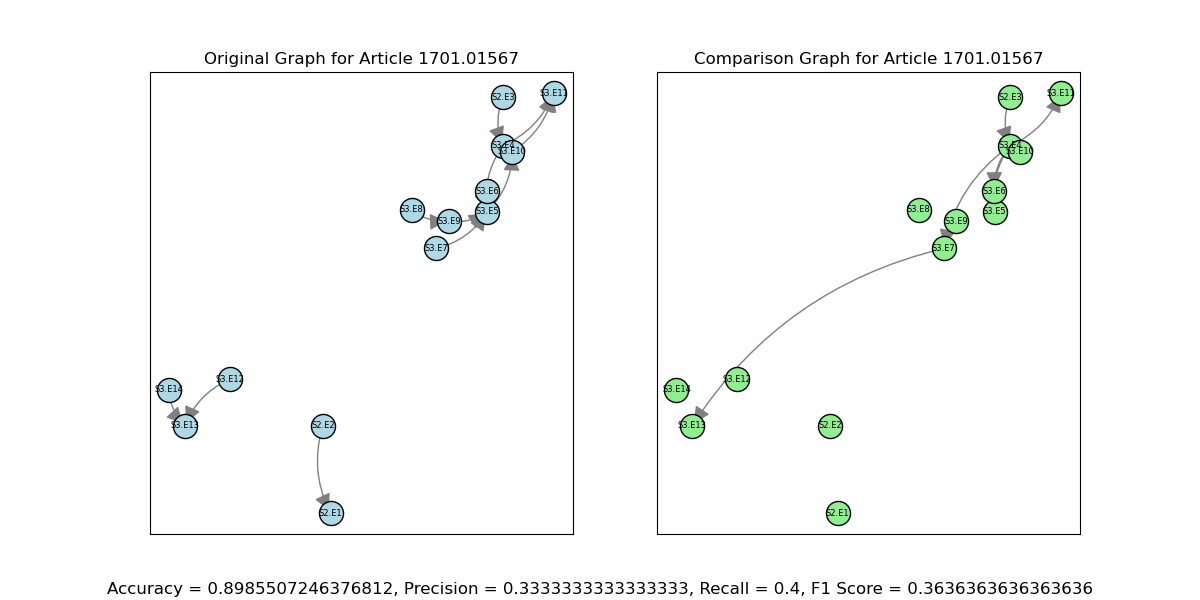 Original Graph for Article 1701.01567
Comparison Graph for Article 1701.01567
S2.E3
S3.E11
S3.E4
S3.E10
S3.E6
S3.E5
S3.E8
S3.E9
S3.E7
S3.E12
S3.E14
S3.E13
S2.E2
S2.E1
S2.E3
S3.E11
S3.E4
S3.E10
S3.E6
S3.E5
S3.E8
S3.E9
S3.E7
S3.E12
S3.E14
S3.E13
S2.E2
S2.E1
Accuracy = 0.8985507246376812, Precision = 0.3333333333333333, Recall = 0.4, F1 Score = 0.3636363636363636